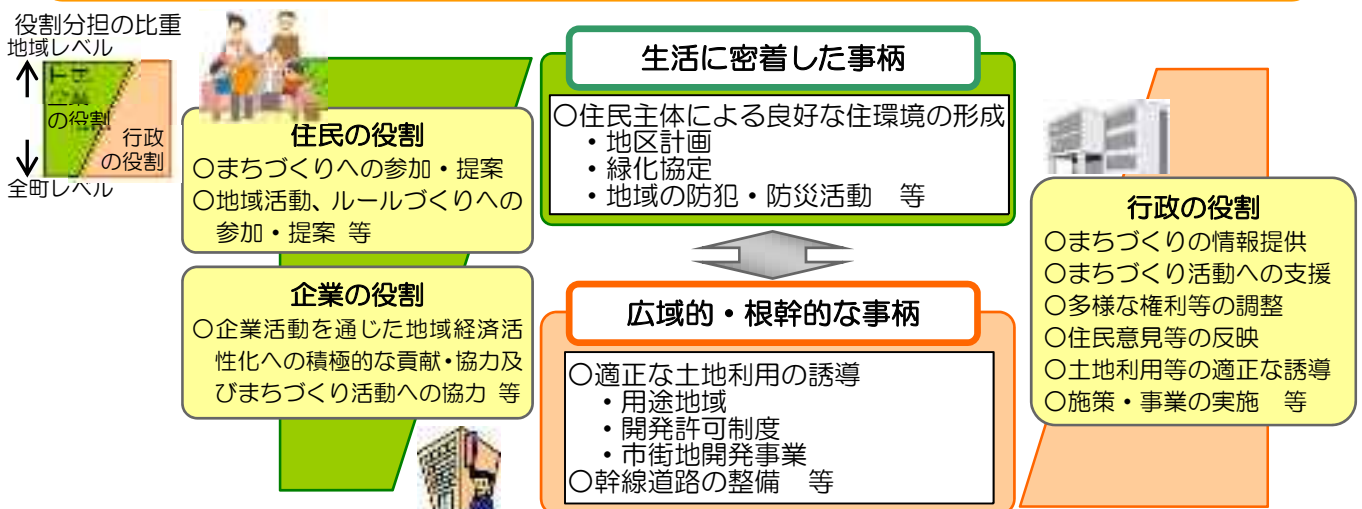 役割分担の比重
地域レベル
企業
の役割
行政
の役割
全町レベル
住民の役割
○まちづくりへの参加・提案
○地域活動、ルールづくりへの
参加・提案 等
企業の役割
○企業活動を通じた地域経済活
性化への積極的な貢献・協力及
びまちづくり活動への協力 等
生活に密着した事柄
○住民主体による良好な住環境の形成
・地区計画
・緑化協定
・地域の防犯・防災活動 等
広域的・根幹的な事柄
○適正な土地利用の誘導
・用途地域
・開発許可制度
・市街地開発事業
○幹線道路の整備 等
行政の役割
○まちづくりの情報提供
○まちづくり活動への支援
○多様な権利等の調整
○住民意見等の反映
○土地利用等の適正な誘導
○施策・事業の実施 等